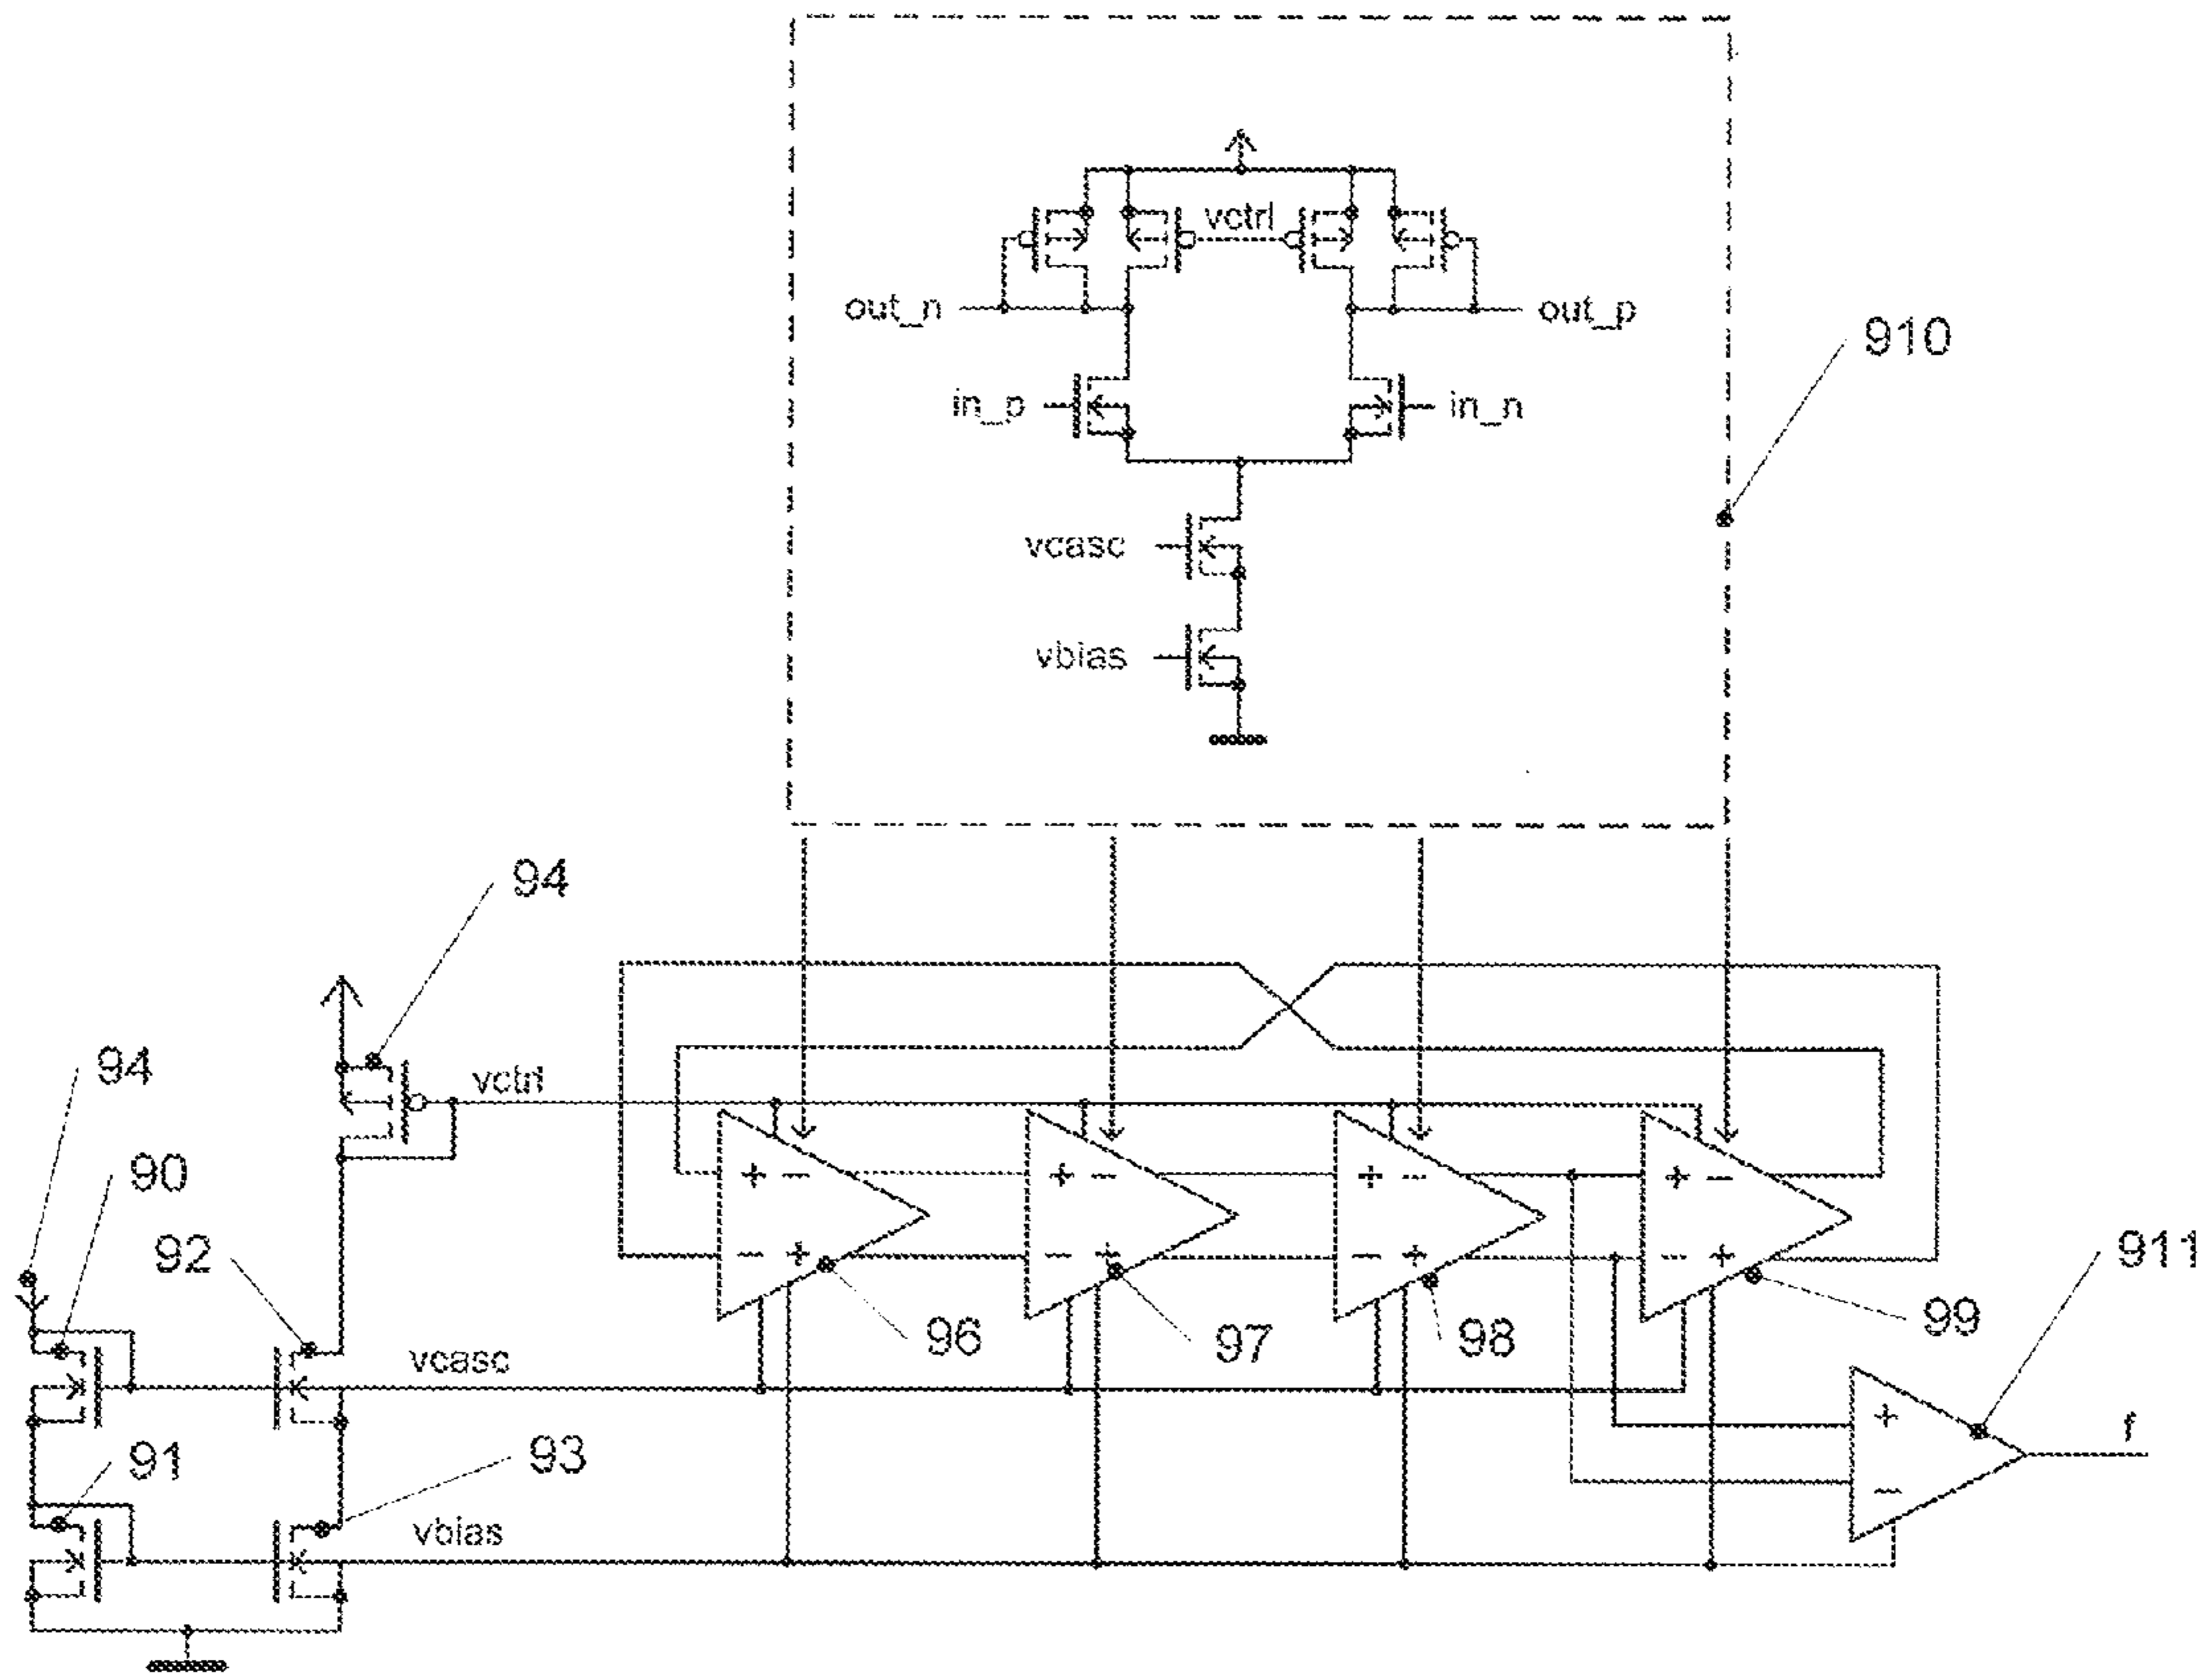 vctrl
out_n
out_p
910
in_p
in_n
vcasc
vbias
94
94
vctrl
90
+ - + - + - + -
92
- + - + - + - +
911
96
97
98
99
vcasc
+
f
91
93
-
vbias